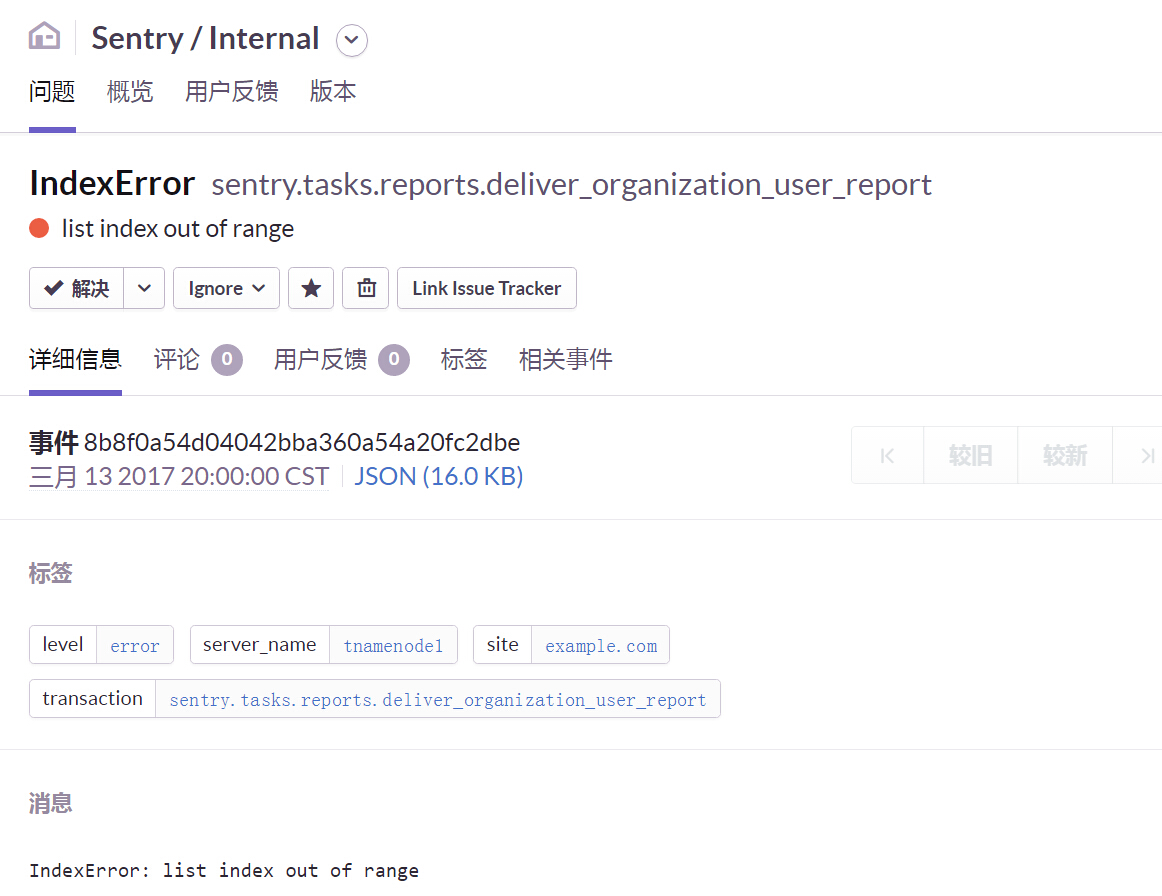 Sentry / Internal
问题 概览 用户反馈 版本
IndexError sentry.tasks.reports.deliver_organization_user_report
list index out of range
解决 Ignore Link Issue Tracker
详细信息 评论 0 用户反馈 0 标签 相关事件
事件 8b8f0a54d04042bba360a54a20fc2dbe
三月 13 2017 20:00:00 CST JSON (16.0 KB)
较旧 较新
标签
level error server_name tnamenode1 site example.com
transaction sentry.tasks.reports.deliver_organization_user_report
消息
IndexError: list index out of range